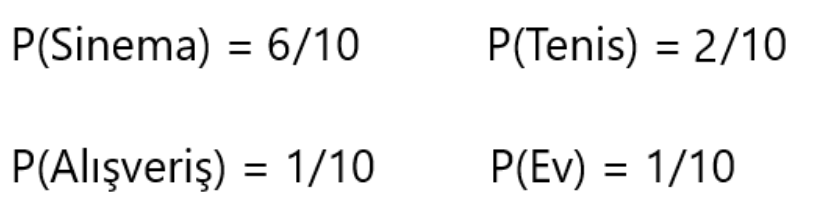 P(Sinema) = 6/10 P(Tenis) = 2/10
P(Alışveriş) = 1/10 P(Ev) = 1/10